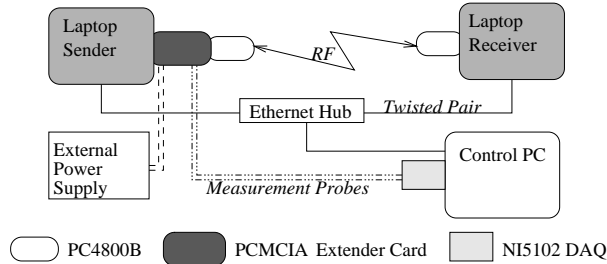 Laptop
Sender
RF
Laptop
Receiver
Ethernet Hub
Twisted Pair
External
Power
Supply
Measurement Probes
Control PC
PC4800B
PCMCIA Extender Card
NI5102 DAQ